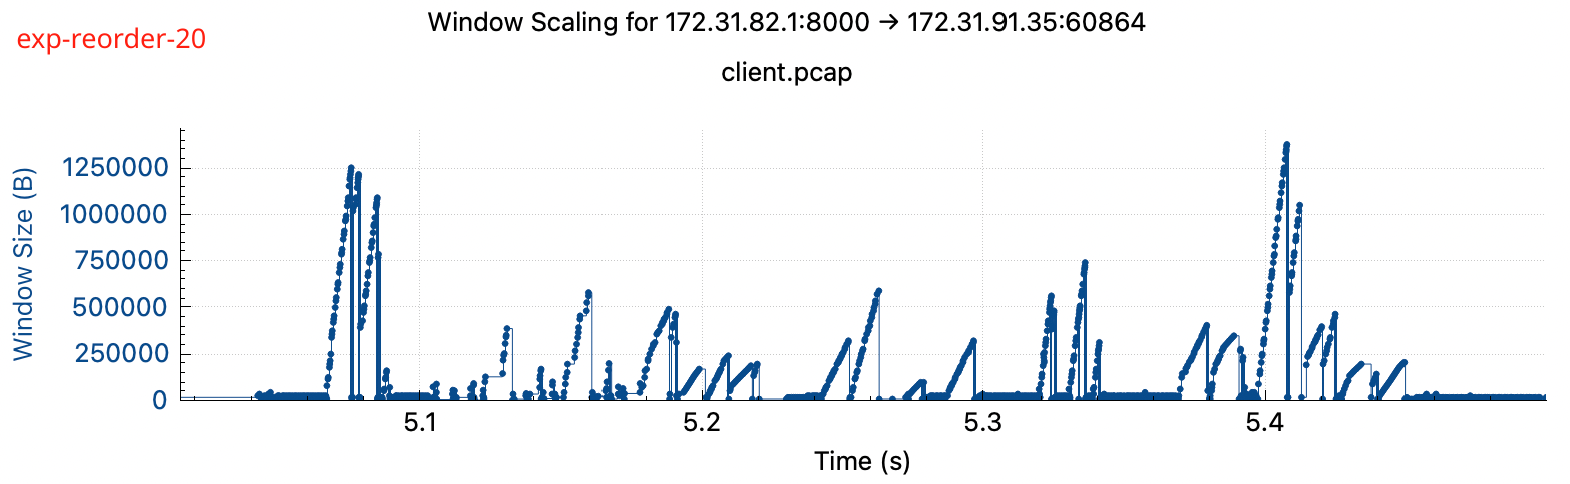 exp-reorder-20
Window Scaling for 172.31.82.1:8000 → 172.31.91.35:60864
client.pcap
Window Size (B)
1250000
1000000
750000
500000
250000
0
5.1 5.2 5.3 5.4
Time (s)